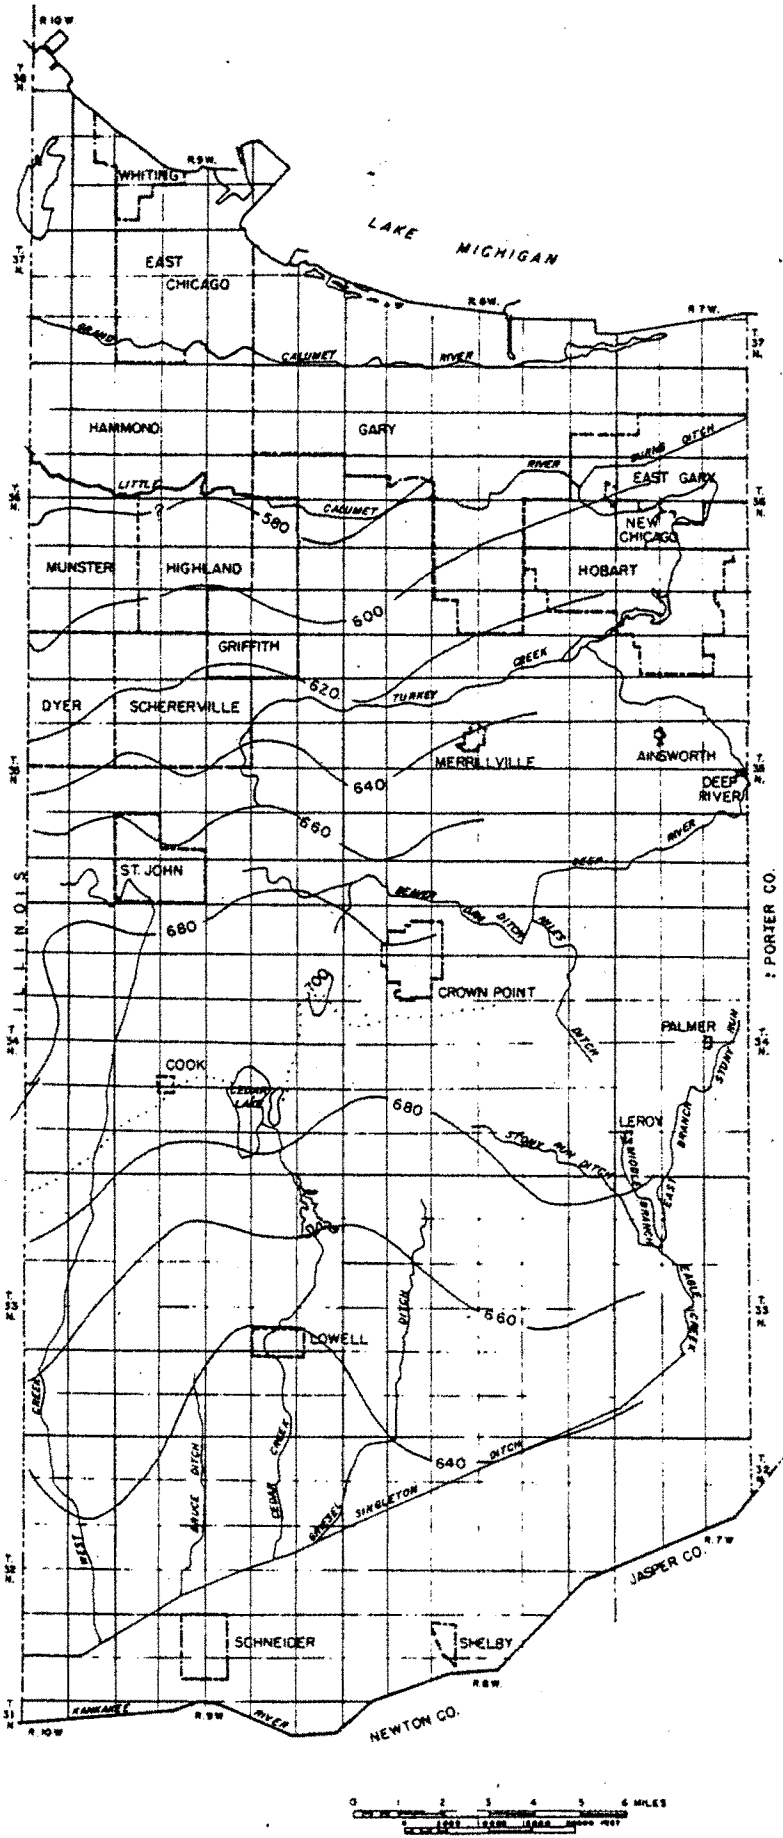 R 10 W
T
38
N.
R 9 W.
WHITING
LAKE MICHIGAN
T
37
N.
EAST
CHICAGO
R. 8 W.
R 7 W.
GRAND
CALUMET
RIVER
T
37
N.
HAMMOND
GARY
BURNS DITCH
RIVER
EAST GARY
LITTLE
CALUMET
T
36
N.
580
?
NEW
CHICAGO
MUNSTER
HIGHLAND
HOBART
600
GRIFFITH
CREEK
620
TURKEY
DYER
SCHERERVILLE
MERRILLVILLE
AINSWORTH
T
35
N.
640
DEEP
RIVER
660
RIVER
DEEP
ST. JOHN
ILLINOIS
BEAVER
DAM DITCH
NILES
680
PORTER CO.
700
CROWN POINT
DITCH
PALMER
STONY RUN
COOK
CEDAR
LAKE
680
LEROY
STONY RUN DITCH
BRANCH
MIDDLE
BRANCH
EAST
EAGLE CREEK
T
33
N.
DITCH
660
LOWELL
CREEK
BRUCE DITCH
CEDAR CREEK
640
DITCH
SINGLETON
GRIESEL
T
32
N.
WEST
R. 7 W
JASPER CO.
SCHNEIDER
SHELBY
R. 8 W.
T
31
N
KANKAKEE
RIVER
R. 10 W.
R. 9 W.
NEWTON CO.
0 1 2 3 4 5 6 MILES